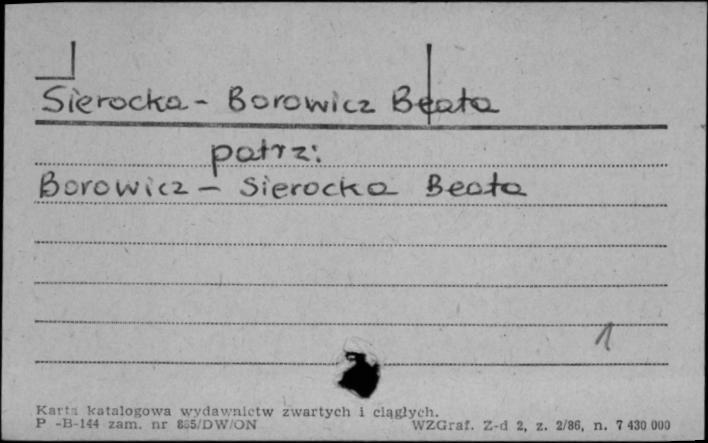 Sierocka - Borowicz Beata
patrz:
Borowicz - Sierocka Beata
1
Karta katalogowa wydawnictw zwartych i ciągłych.
P -B-144 zam. nr 885/DW/ON WZGraf. Z-d 2, z. 2/86, n. 7 430 000